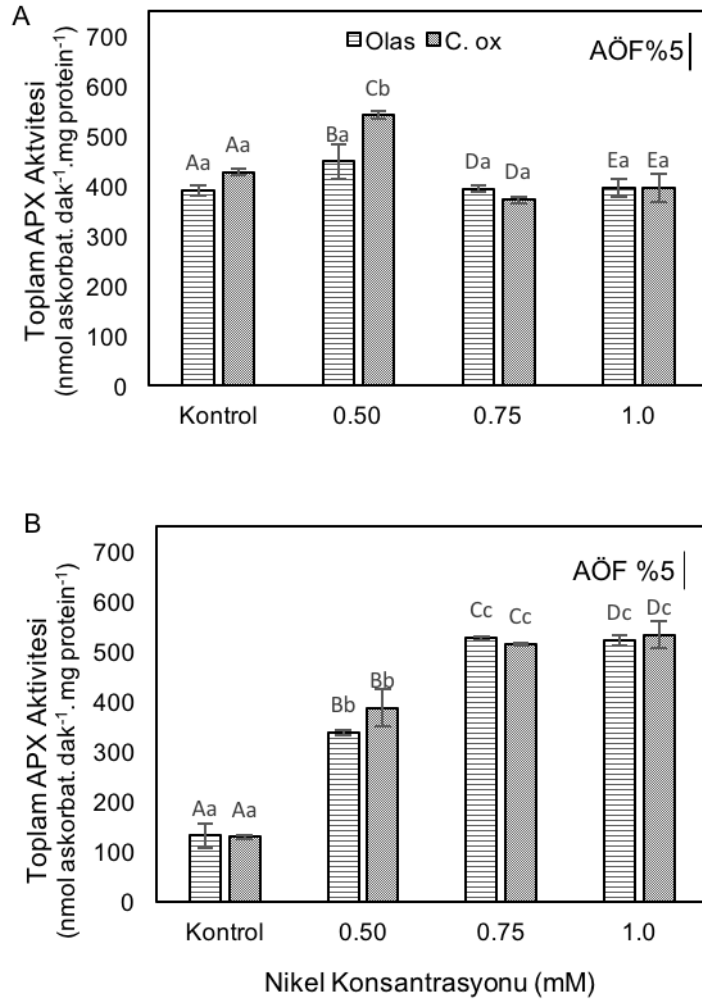 A
Toplam APX Aktvitesi
(nmol askorbat. dak⁻¹. mg protein⁻¹)
700
600
500
400
300
200
100
0
Olas C. ox
AÖF%5
Aa Aa
Ba Cb
Da Da
Ea Ea
Kontrol 0.50 0.75 1.0
B
Toplam APX Aktivitesi
(nmol askorbat. dak⁻¹. mg protein⁻¹)
700
600
500
400
300
200
100
0
AÖF %5
Aa Aa
Bb Bb
Cc Cc
Dc Dc
Kontrol 0.50 0.75 1.0
Nikel Konsantrasyonu (mM)